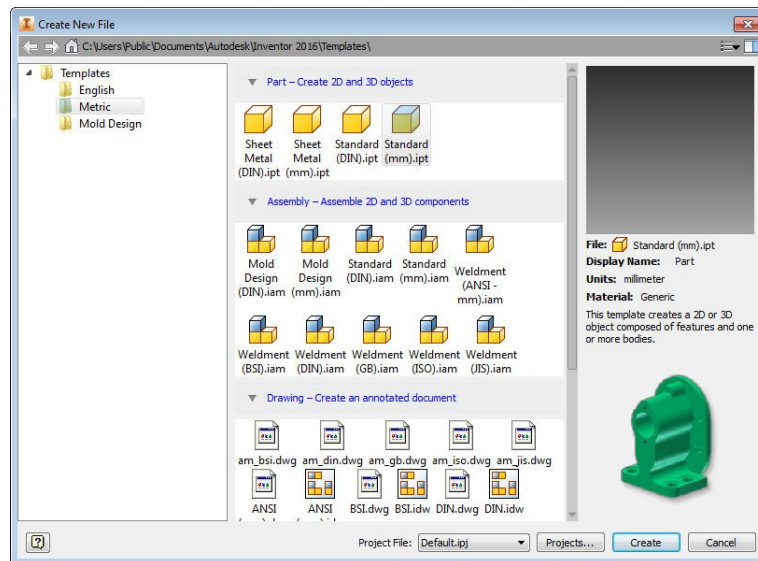 Create New File
C:\Users\Public\Documents\Autodesk\Inventor 2016\Templates\
Templates
English
Metric
Mold Design
Part – Create 2D and 3D objects
Sheet Metal (DIN).ipt
Sheet Metal (mm).ipt
Standard (DIN).ipt
Standard (mm).ipt
Assembly – Assemble 2D and 3D components
Mold Design (DIN).iam
Mold Design (mm).iam
Standard (DIN).iam
Standard (mm).iam
Weldment (ANSI - mm).iam
Weldment (BSI).iam
Weldment (DIN).iam
Weldment (GB).iam
Weldment (ISO).iam
Weldment (JIS).iam
Drawing – Create an annotated document
am_bsi.dwg
am_din.dwg
am_gb.dwg
am_iso.dwg
am_jis.dwg
ANSI
ANSI
BSI.dwg
BSI.idw
DIN.dwg
DIN.idw
File: Standard (mm).ipt
Display Name: Part
Units: millimeter
Material: Generic
This template creates a 2D or 3D
object composed of features and one
or more bodies.
Project File: Default.ipj
Projects...
Create
Cancel